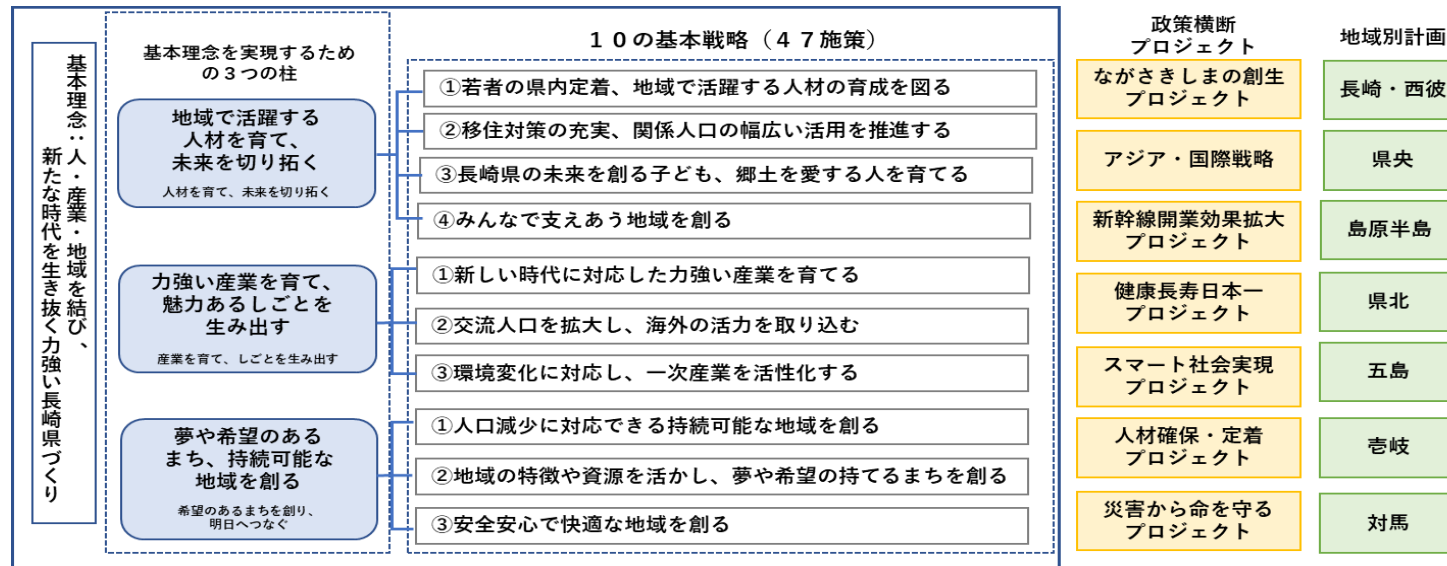 基本理念：人・産業・地域を結び、
新たな時代を生き抜く力強い長崎県づくり
基本理念を実現するため
の３つの柱
地域で活躍する
人材を育て、
未来を切り拓く
人材を育て、未来を切り拓く
力強い産業を育て、
魅力あるしごとを
生み出す
産業を育て、しごとを生み出す
夢や希望のある
まち、持続可能な
地域を創る
希望のあるまちを創り、
明日へつなぐ
１０の基本戦略（４７施策）
①若者の県内定着、地域で活躍する人材の育成を図る
②移住対策の充実、関係人口の幅広い活用を推進する
③長崎県の未来を創る子ども、郷土を愛する人を育てる
④みんなで支えあう地域を創る
①新しい時代に対応した力強い産業を育てる
②交流人口を拡大し、海外の活力を取り込む
③環境変化に対応し、一次産業を活性化する
①人口減少に対応できる持続可能な地域を創る
②地域の特徴や資源を活かし、夢や希望の持てるまちを創る
③安全安心で快適な地域を創る
政策横断
プロジェクト
ながさきしまの創生
プロジェクト
アジア・国際戦略
新幹線開業効果拡大
プロジェクト
健康長寿日本一
プロジェクト
スマート社会実現
プロジェクト
人材確保・定着
プロジェクト
災害から命を守る
プロジェクト
地域別計画
長崎・西彼
県央
島原半島
県北
五島
壱岐
対馬